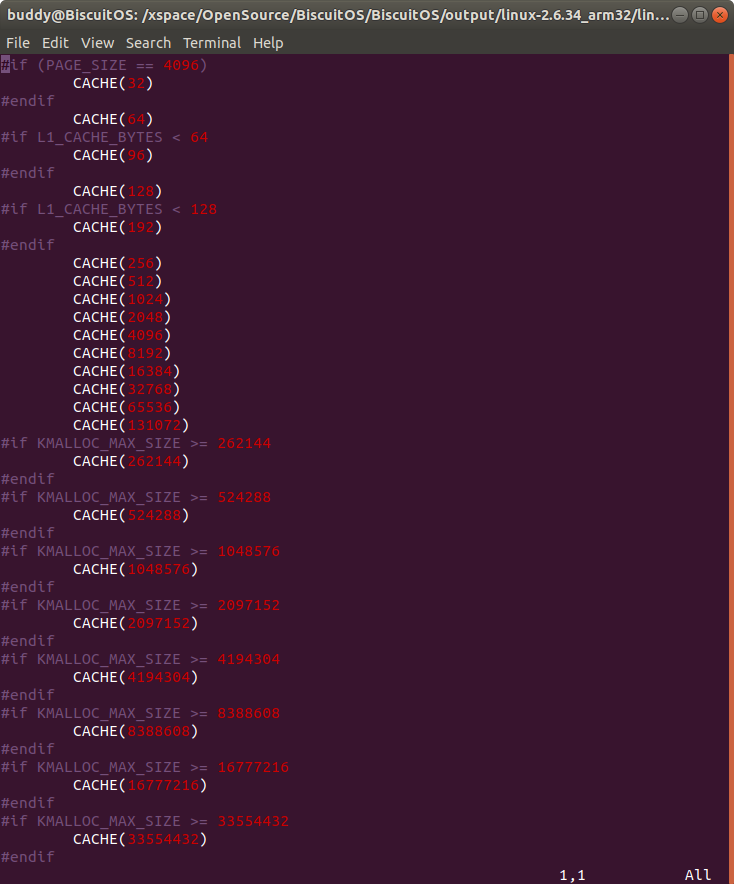 buddy@BiscuitOS: /xspace/OpenSource/BiscuitOS/BiscuitOS/output/linux-2.6.34_arm32/lin...
File Edit View Search Terminal Help
#if (PAGE_SIZE == 4096)
        CACHE(32)
#endif
        CACHE(64)
#if L1_CACHE_BYTES < 64
        CACHE(96)
#endif
        CACHE(128)
#if L1_CACHE_BYTES < 128
        CACHE(192)
#endif
        CACHE(256)
        CACHE(512)
        CACHE(1024)
        CACHE(2048)
        CACHE(4096)
        CACHE(8192)
        CACHE(16384)
        CACHE(32768)
        CACHE(65536)
        CACHE(131072)
#if KMALLOC_MAX_SIZE >= 262144
        CACHE(262144)
#endif
#if KMALLOC_MAX_SIZE >= 524288
        CACHE(524288)
#endif
#if KMALLOC_MAX_SIZE >= 1048576
        CACHE(1048576)
#endif
#if KMALLOC_MAX_SIZE >= 2097152
        CACHE(2097152)
#endif
#if KMALLOC_MAX_SIZE >= 4194304
        CACHE(4194304)
#endif
#if KMALLOC_MAX_SIZE >= 8388608
        CACHE(8388608)
#endif
#if KMALLOC_MAX_SIZE >= 16777216
        CACHE(16777216)
#endif
#if KMALLOC_MAX_SIZE >= 33554432
        CACHE(33554432)
#endif
1,1 All